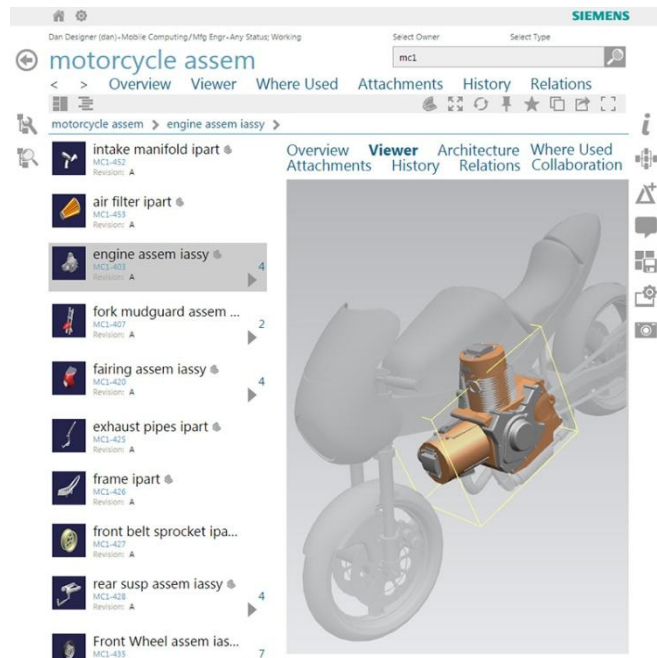 SIEMENS
Dan Designer (dan)-Mobile Computing/Mfg Engr-Any Status; Working
Select Owner
Select Type
motorcycle assem
mc1
< > Overview Viewer Where Used Attachments History Relations
motorcycle assem > engine assem iassy >
intake manifold ipart
MC1-452
Revision: A
air filter ipart
MC1-453
Revision: A
engine assem iassy
MC1-403
4
Revision: A
fork mudguard assem ...
MC1-407
2
Revision: A
fairing assem iassy
MC1-420
4
Revision: A
exhaust pipes ipart
MC1-425
Revision: A
frame ipart
MC1-426
Revision: A
front belt sprocket ipa...
MC1-427
Revision: A
rear susp assem iassy
MC1-428
4
Revision: A
Front Wheel assem ias...
MC1-435
7
Overview Viewer Architecture Where Used
Attachments History Relations Collaboration